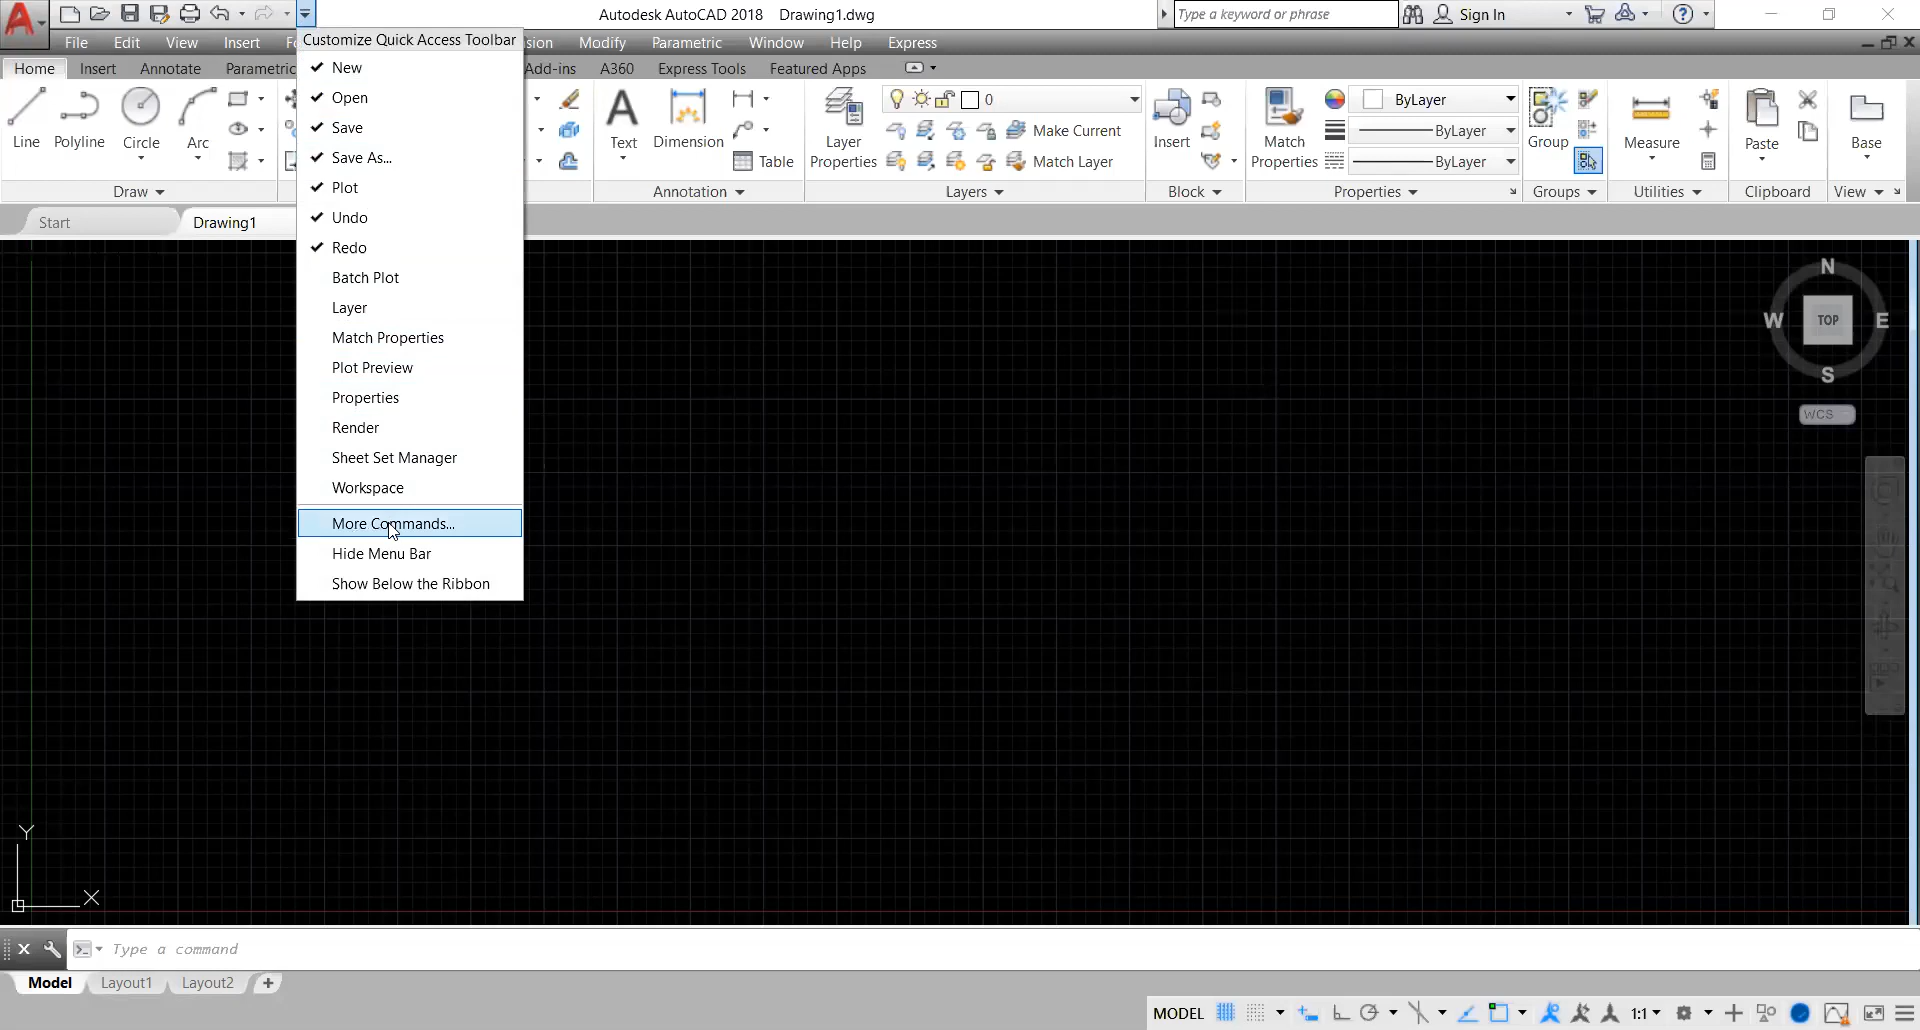 Autodesk AutoCAD 2018 Drawing1.dwg
Type a keyword or phrase
Sign In
File Edit View Insert
Customize Quick Access Toolbar
Modify Parametric Window Help Express
Home Insert Annotate Parametric
Add-ins A360 Express Tools Featured Apps
New
Open
Save
Save As...
Plot
Undo
Redo
Batch Plot
Layer
Match Properties
Plot Preview
Properties
Render
Sheet Set Manager
Workspace
More Commands...
Hide Menu Bar
Show Below the Ribbon
Line Polyline Circle Arc
Draw
Text Dimension
Table
Annotation
Layer
Properties
0
Make Current
Match Layer
Layers
Insert
Block
Match
Properties
ByLayer
ByLayer
ByLayer
Properties
Group
Groups
Measure
Utilities
Paste
Clipboard
Base
View
Start Drawing1
N
W TOP E
S
WCS
Y
X
Type a command
Model Layout1 Layout2
MODEL 1:1